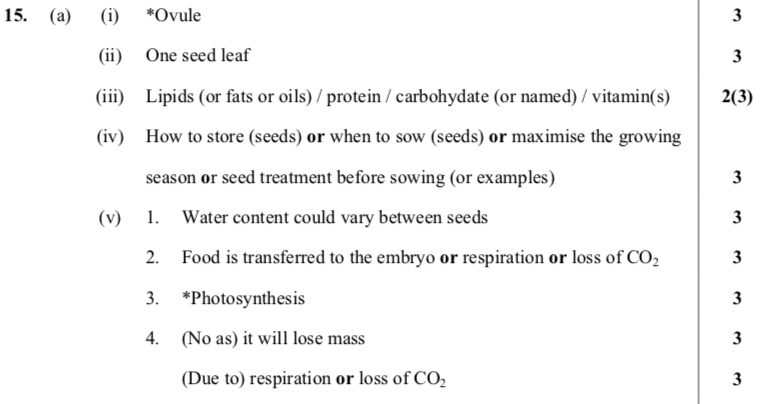 15. (a) (i) *Ovule 3
(ii) One seed leaf 3
(iii) Lipids (or fats or oils) / protein / carbohydate (or named) / vitamin(s) 2(3)
(iv) How to store (seeds) or when to sow (seeds) or maximise the growing
season or seed treatment before sowing (or examples) 3
(v) 1. Water content could vary between seeds 3
2. Food is transferred to the embryo or respiration or loss of CO₂ 3
3. *Photosynthesis 3
4. (No as) it will lose mass 3
(Due to) respiration or loss of CO₂ 3